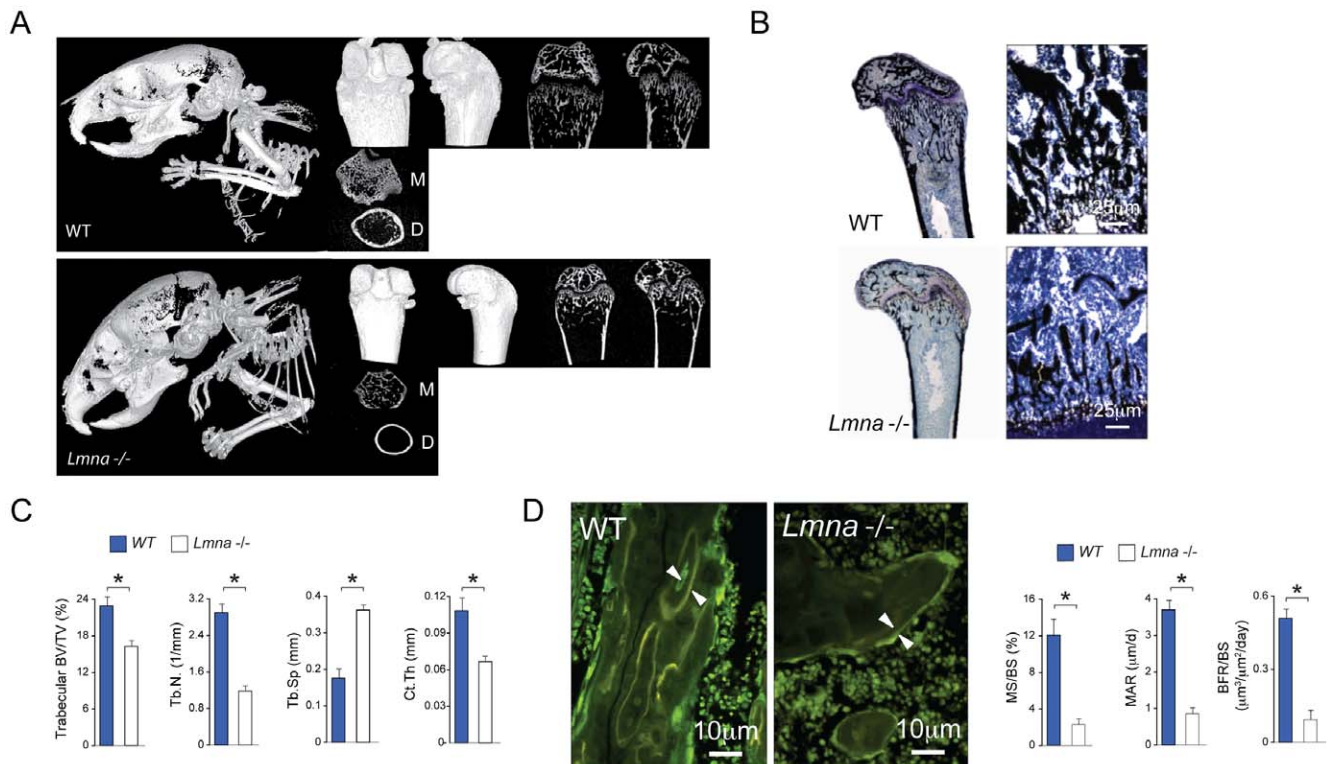 A
WT
M
D
Lmna -/-
M
D
B
WT
25μm
Lmna -/-
25μm
C
WT
Lmna -/-
*
Trabecular BV/TV (%)
24
18
12
6
0
*
Tb.N. (1/mm)
3.2
2.4
1.6
0.8
0
*
Tb.Sp (mm)
0.4
0.3
0.2
0.1
0
*
Ct.Th (mm)
0.12
0.09
0.06
0.03
0
D
WT
10μm
Lmna -/-
10μm
WT
Lmna -/-
*
MS/BS (%)
16
12
8
4
0
*
MAR (μm/d)
4
3
2
1
0
*
BFR/BS
(μm³/μm²/day)
0.6
0.3
0